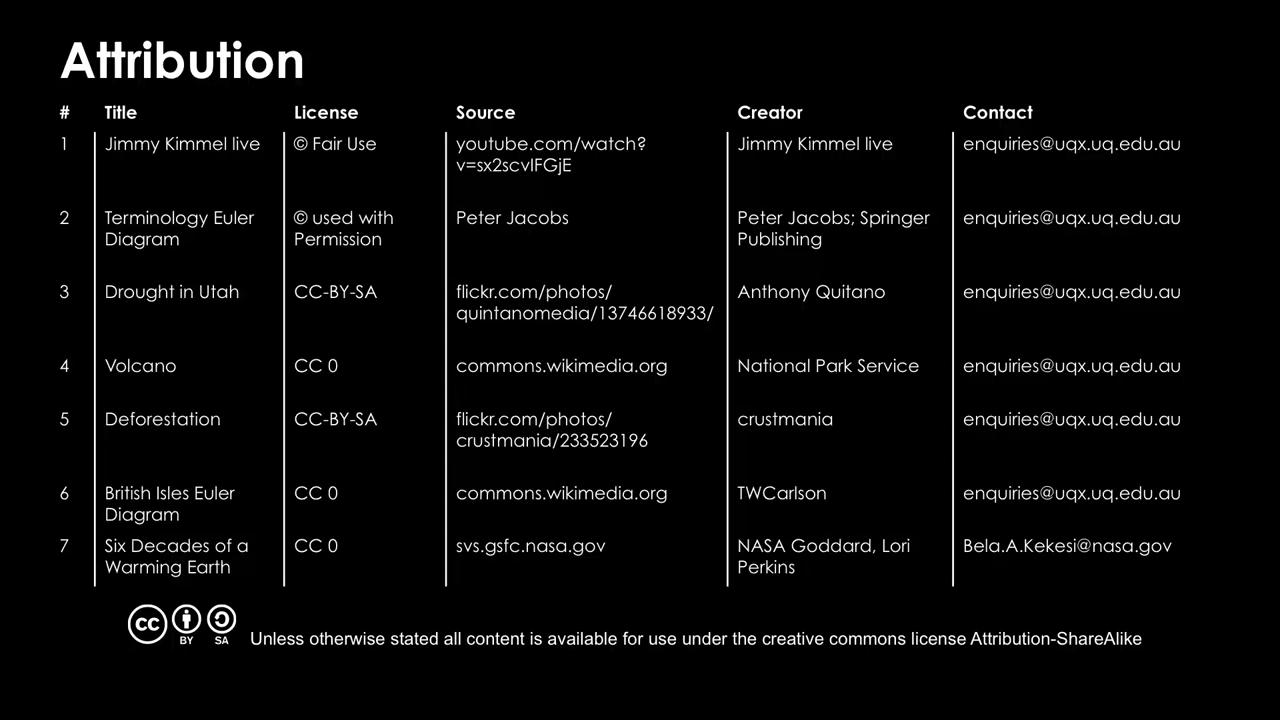 Attribution
# Title License Source Creator Contact
1 Jimmy Kimmel live © Fair Use youtube.com/watch? Jimmy Kimmel live enquiries@uqx.uq.edu.au
v=sx2scvIFGjE
2 Terminology Euler © used with Peter Jacobs Peter Jacobs; Springer enquiries@uqx.uq.edu.au
Diagram Permission Publishing
3 Drought in Utah CC-BY-SA flickr.com/photos/ Anthony Quitano enquiries@uqx.uq.edu.au
quintanomedia/13746618933/
4 Volcano CC 0 commons.wikimedia.org National Park Service enquiries@uqx.uq.edu.au
5 Deforestation CC-BY-SA flickr.com/photos/ crustmania enquiries@uqx.uq.edu.au
crustmania/233523196
6 British Isles Euler CC 0 commons.wikimedia.org TWCarlson enquiries@uqx.uq.edu.au
Diagram
7 Six Decades of a CC 0 svs.gsfc.nasa.gov NASA Goddard, Lori Bela.A.Kekesi@nasa.gov
Warming Earth Perkins
cc BY SA Unless otherwise stated all content is available for use under the creative commons license Attribution-ShareAlike